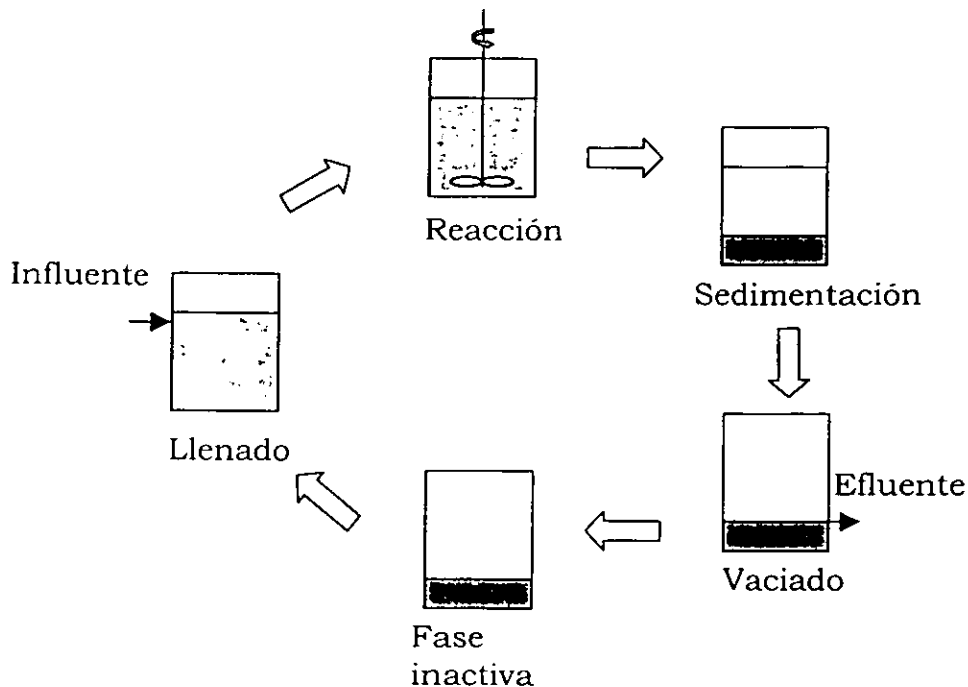 Reacción
Sedimentación
Influente
Llenado
Efluente
Vaciado
Fase
inactiva